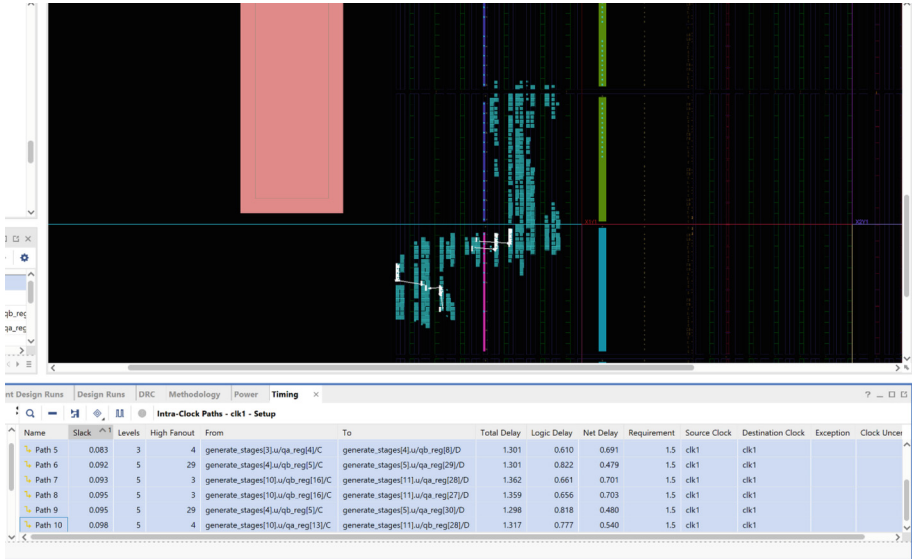 qb_reg
qa_reg
nt Design Runs Design Runs DRC Methodology Power Timing
Intra-Clock Paths - clk1 - Setup
Name Slack 1 Levels High Fanout From To Total Delay Logic Delay Net Delay Requirement Source Clock Destination Clock Exception Clock Uncer
Path 5 0.083 3 4 generate_stages[3].u/qa_reg[4]/C generate_stages[4].u/qb_reg[8]/D 1.301 0.610 0.691 1.5 clk1 clk1
Path 6 0.092 5 29 generate_stages[4].u/qb_reg[5]/C generate_stages[5].u/qa_reg[29]/D 1.301 0.822 0.479 1.5 clk1 clk1
Path 7 0.093 5 3 generate_stages[10].u/qb_reg[16]/C generate_stages[11].u/qa_reg[28]/D 1.362 0.661 0.701 1.5 clk1 clk1
Path 8 0.095 5 3 generate_stages[10].u/qb_reg[16]/C generate_stages[11].u/qa_reg[27]/D 1.359 0.656 0.703 1.5 clk1 clk1
Path 9 0.095 5 29 generate_stages[4].u/qb_reg[5]/C generate_stages[5].u/qa_reg[30]/D 1.298 0.818 0.480 1.5 clk1 clk1
Path 10 0.098 5 4 generate_stages[10].u/qa_reg[13]/C generate_stages[11].u/qb_reg[28]/D 1.317 0.777 0.540 1.5 clk1 clk1